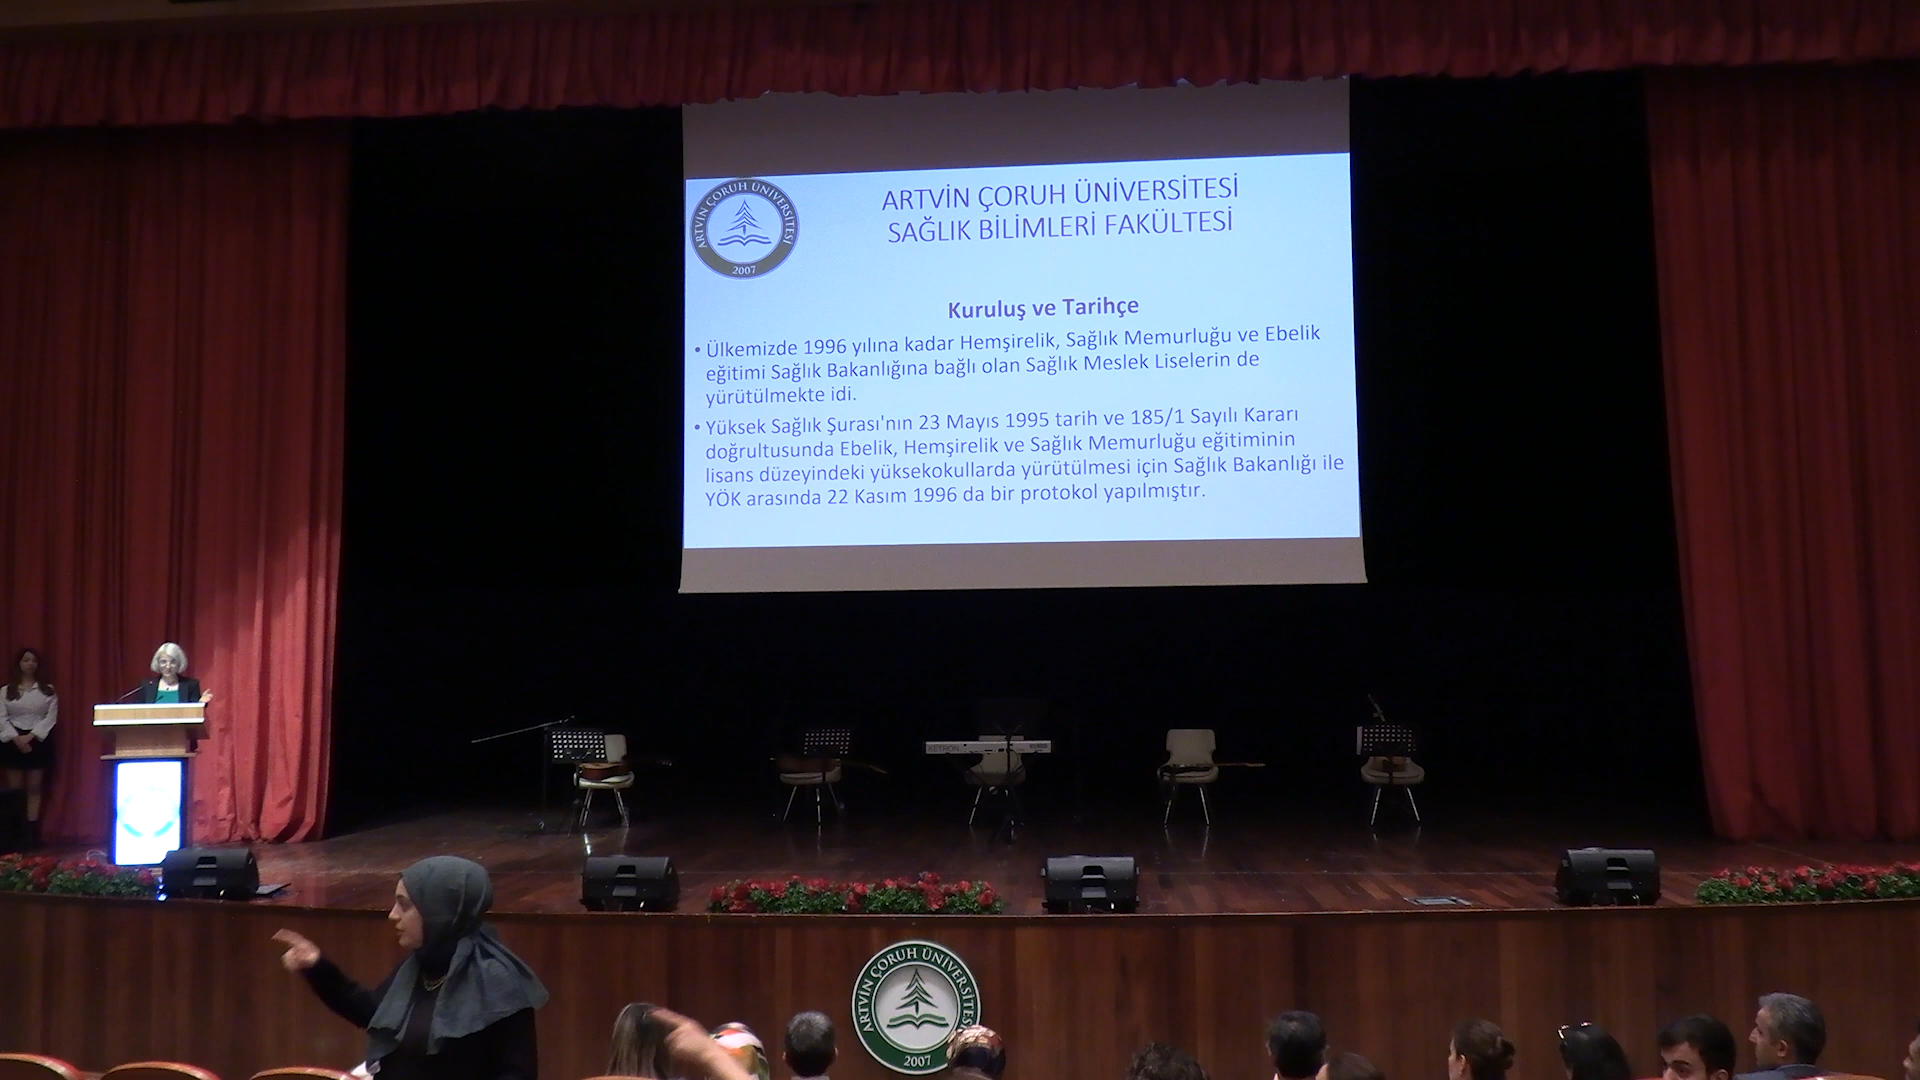 ARTVİN ÇORUH ÜNİVERSİTESİ
2007
ARTVİN ÇORUH ÜNİVERSİTESİ
SAĞLIK BİLİMLERİ FAKÜLTESİ
Kuruluş ve Tarihçe
• Ülkemizde 1996 yılına kadar Hemşirelik, Sağlık Memurluğu ve Ebelik
eğitimi Sağlık Bakanlığına bağlı olan Sağlık Meslek Liselerin de
yürütülmekte idi.
• Yüksek Sağlık Şurası'nın 23 Mayıs 1995 tarih ve 185/1 Sayılı Kararı
doğrultusunda Ebelik, Hemşirelik ve Sağlık Memurluğu eğitiminin
lisans düzeyindeki yüksekokullarda yürütülmesi için Sağlık Bakanlığı ile
YÖK arasında 22 Kasım 1996 da bir protokol yapılmıştır.
KETRON
ARTVİN ÇORUH ÜNİVERSİTESİ
2007